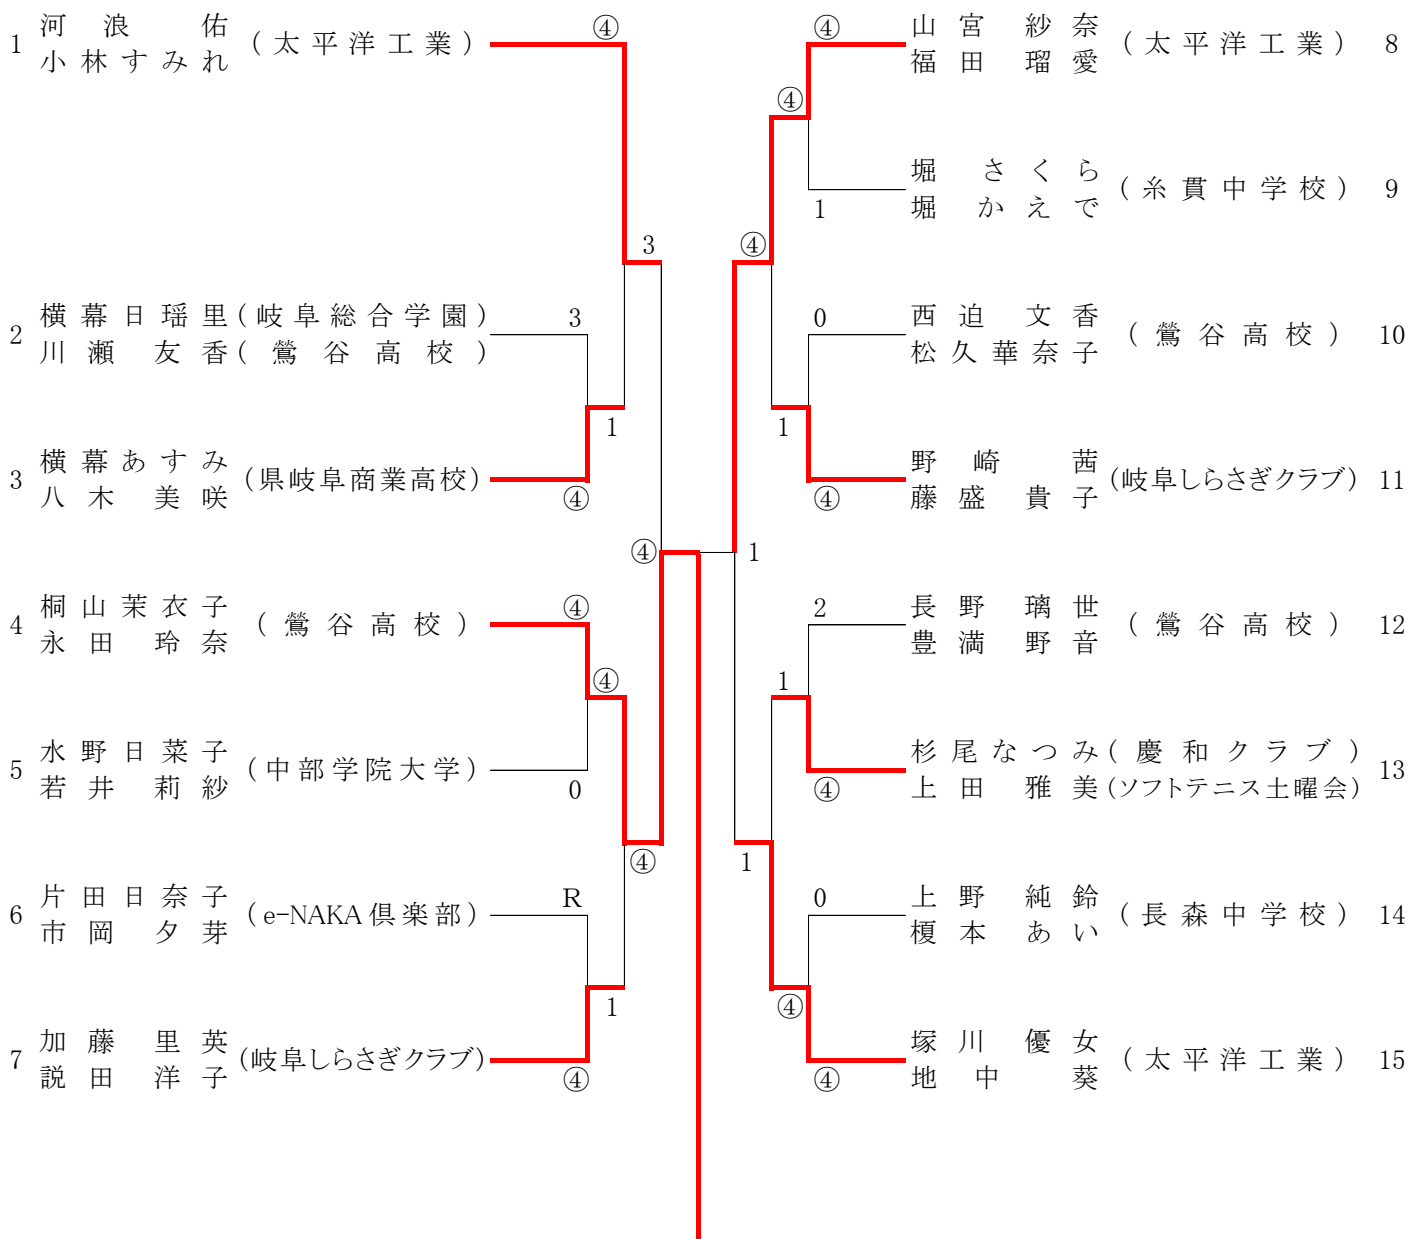 ④
1 河浪 佑 (太平洋工業)
小林すみれ
3
2 横幕日瑶里(岐阜総合学園) 3
川瀬 友香(鶯谷高校)
1
3 横幕あすみ (県岐阜商業高校)
八木 美咲
④
④
4 桐山茉衣子 (鶯谷高校) ④
永田 玲奈
④
5 水野日菜子 (中部学院大学)
若井 莉紗
0
④
6 片田日奈子 (e-NAKA倶楽部) R
市岡 夕芽
1
7 加藤 里英 (岐阜しらさぎクラブ)
説田 洋子
④
④
山宮 紗奈 (太平洋工業) 8
福田 瑠愛
④
堀 さくら (糸貫中学校) 9
堀 かえで
1
④
0
西迫 文香 (鶯谷高校) 10
松久華奈子
1
野崎 茜 (岐阜しらさぎクラブ) 11
藤盛 貴子
④
1
2
長野 璃世 (鶯谷高校) 12
豊満 野音
1
杉尾なつみ(慶和クラブ) 13
上田 雅美(ソフトテニス土曜会)
④
1
0
上野 純鈴 (長森中学校) 14
榎本 あい
④
塚川 優女 (太平洋工業) 15
地中 葵
④